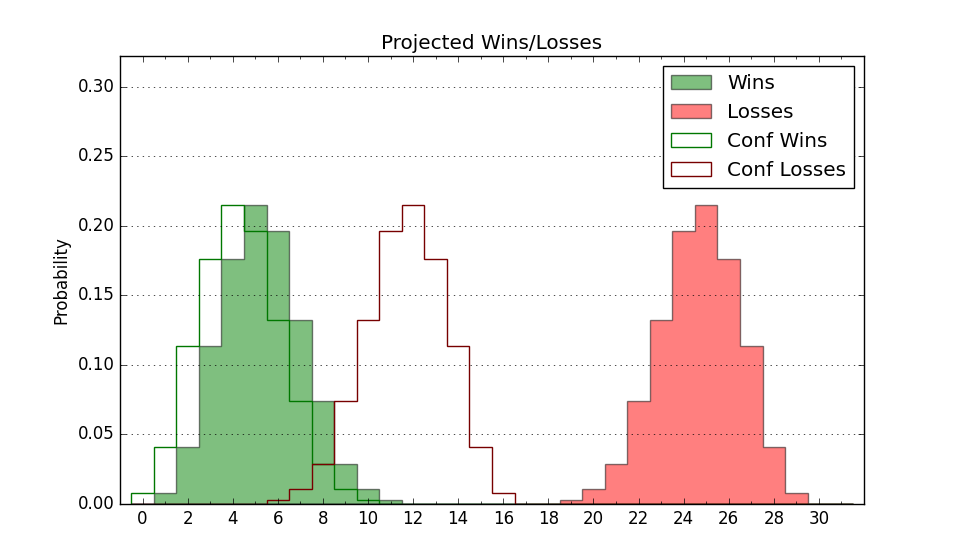 Projected Wins/Losses
0.30
0.25
0.20
0.15
0.10
0.05
0.00
Probability
Wins
Losses
Conf Wins
Conf Losses
0 2 4 6 8 10 12 14 16 18 20 22 24 26 28 30